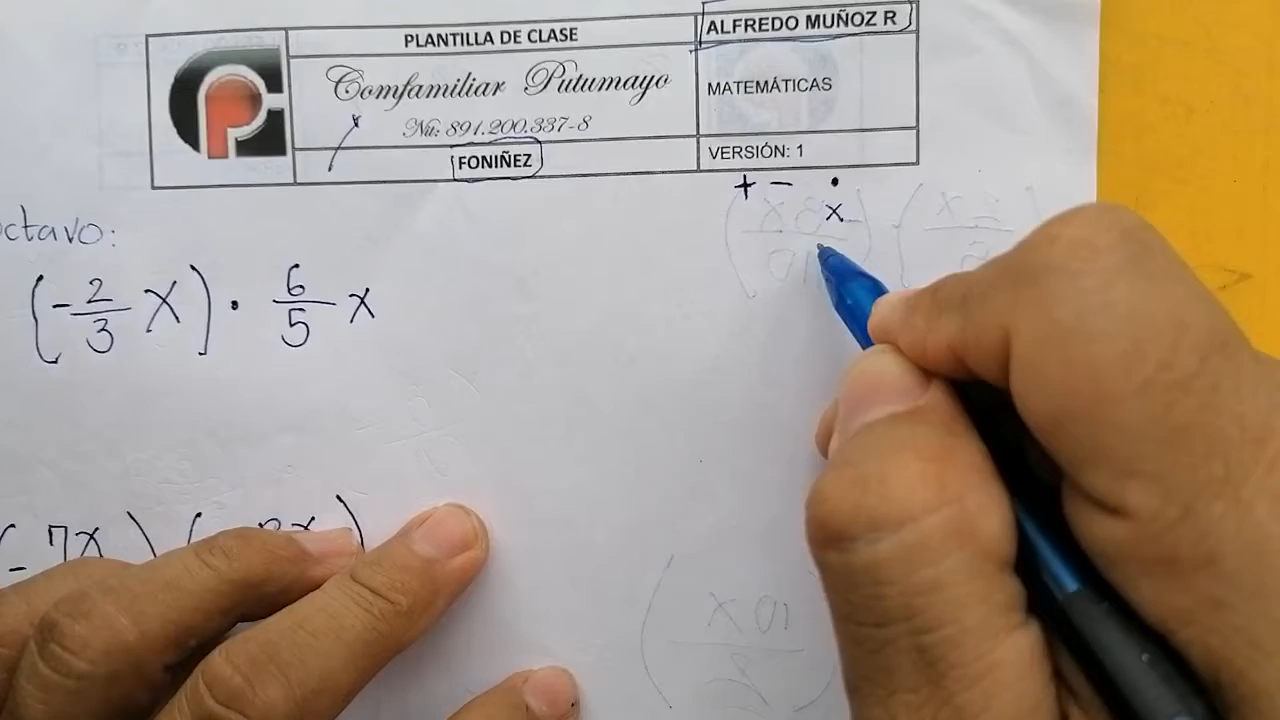 PLANTILLA DE CLASE
ALFREDO MUÑOZ R
Comfamiliar Putumayo
Nit: 891.200.337-8
MATEMÁTICAS
FONIÑEZ
VERSIÓN: 1
+ - •
x
ctavo:
(-2/3 X) · 6/5 x